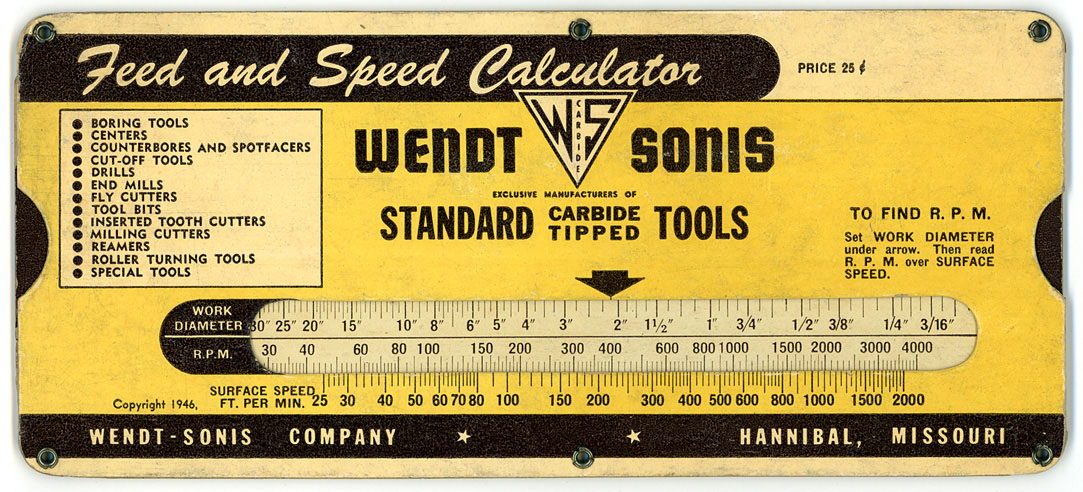 Feed and Speed Calculator
PRICE 25 ¢
BORING TOOLS
CENTERS
COUNTERBORES AND SPOTFACERS
CUT-OFF TOOLS
DRILLS
END MILLS
FLY CUTTERS
TOOL BITS
INSERTED TOOTH CUTTERS
MILLING CUTTERS
REAMERS
ROLLER TURNING TOOLS
SPECIAL TOOLS
WENDT WS SONIS
CARBIDE
EXCLUSIVE MANUFACTURERS OF
STANDARD CARBIDE TIPPED TOOLS
TO FIND R. P. M.
Set WORK DIAMETER
under arrow. Then read
R. P. M. over SURFACE
SPEED.
WORK DIAMETER 30" 25" 20" 15" 10" 8" 6" 5" 4" 3" 2" 1 1/2" 1" 3/4" 1/2" 3/8" 1/4" 3/16"
R.P.M. 30 40 60 80 100 150 200 300 400 600 800 1000 1500 2000 3000 4000
SURFACE SPEED FT. PER MIN. 25 30 40 50 60 70 80 100 150 200 300 400 500 600 800 1000 1500 2000
Copyright 1946,
WENDT-SONIS COMPANY ★ ★ HANNIBAL, MISSOURI